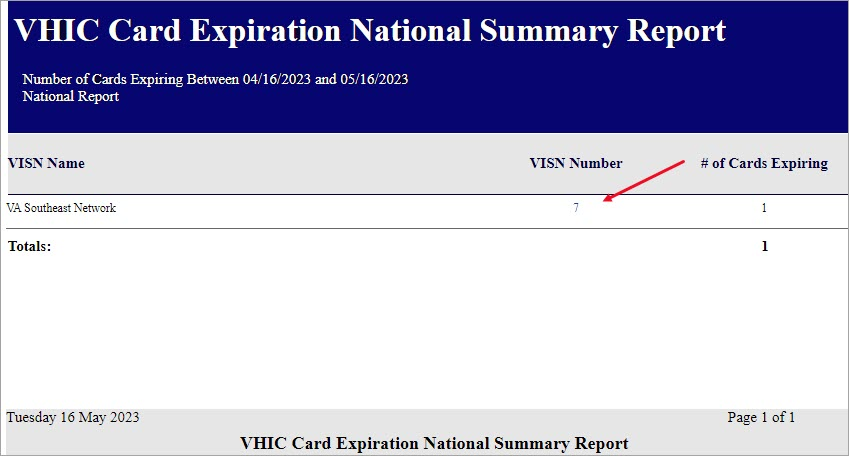 VHIC Card Expiration National Summary Report
Number of Cards Expiring Between 04/16/2023 and 05/16/2023
National Report
VISN Name VISN Number # of Cards Expiring
VA Southeast Network 7 1
Totals: 1
Tuesday 16 May 2023 Page 1 of 1
VHIC Card Expiration National Summary Report